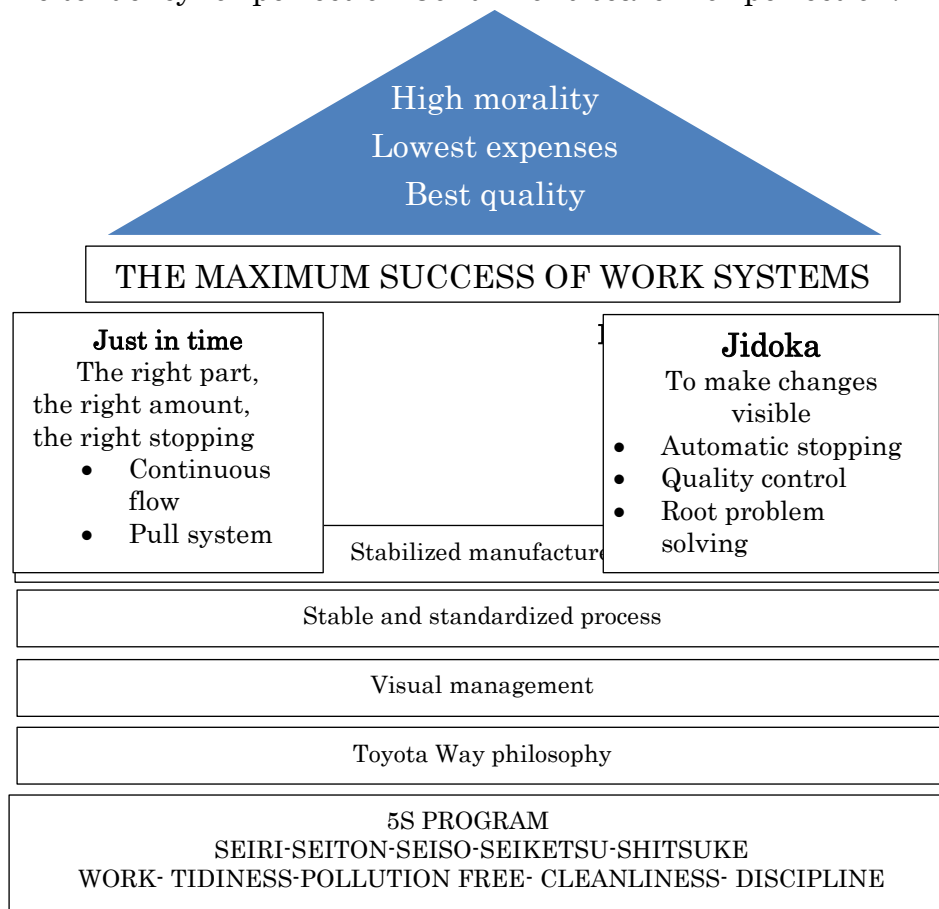 High morality
Lowest expenses
Best quality
THE MAXIMUM SUCCESS OF WORK SYSTEMS
Just in time
The right part,
the right amount,
the right stopping
• Continuous
flow
• Pull system
Jidoka
To make changes
visible
• Automatic stopping
• Quality control
• Root problem
solving
Stabilized manufacture
Stable and standardized process
Visual management
Toyota Way philosophy
5S PROGRAM
SEIRI-SEITON-SEISO-SEIKETSU-SHITSUKE
WORK- TIDINESS-POLLUTION FREE- CLEANLINESS- DISCIPLINE